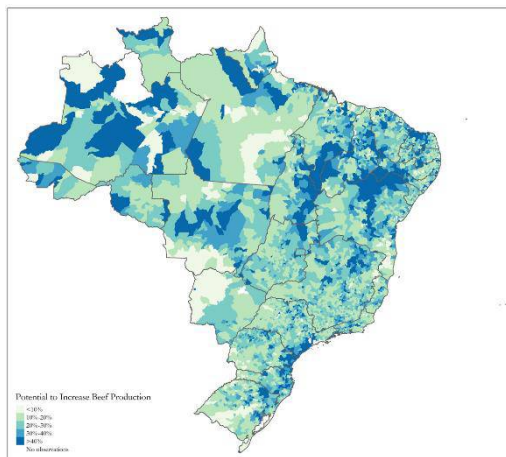 Potential to Increase Beef Production
<10%
10%-20%
20%-30%
30%-40%
>40%
No observations